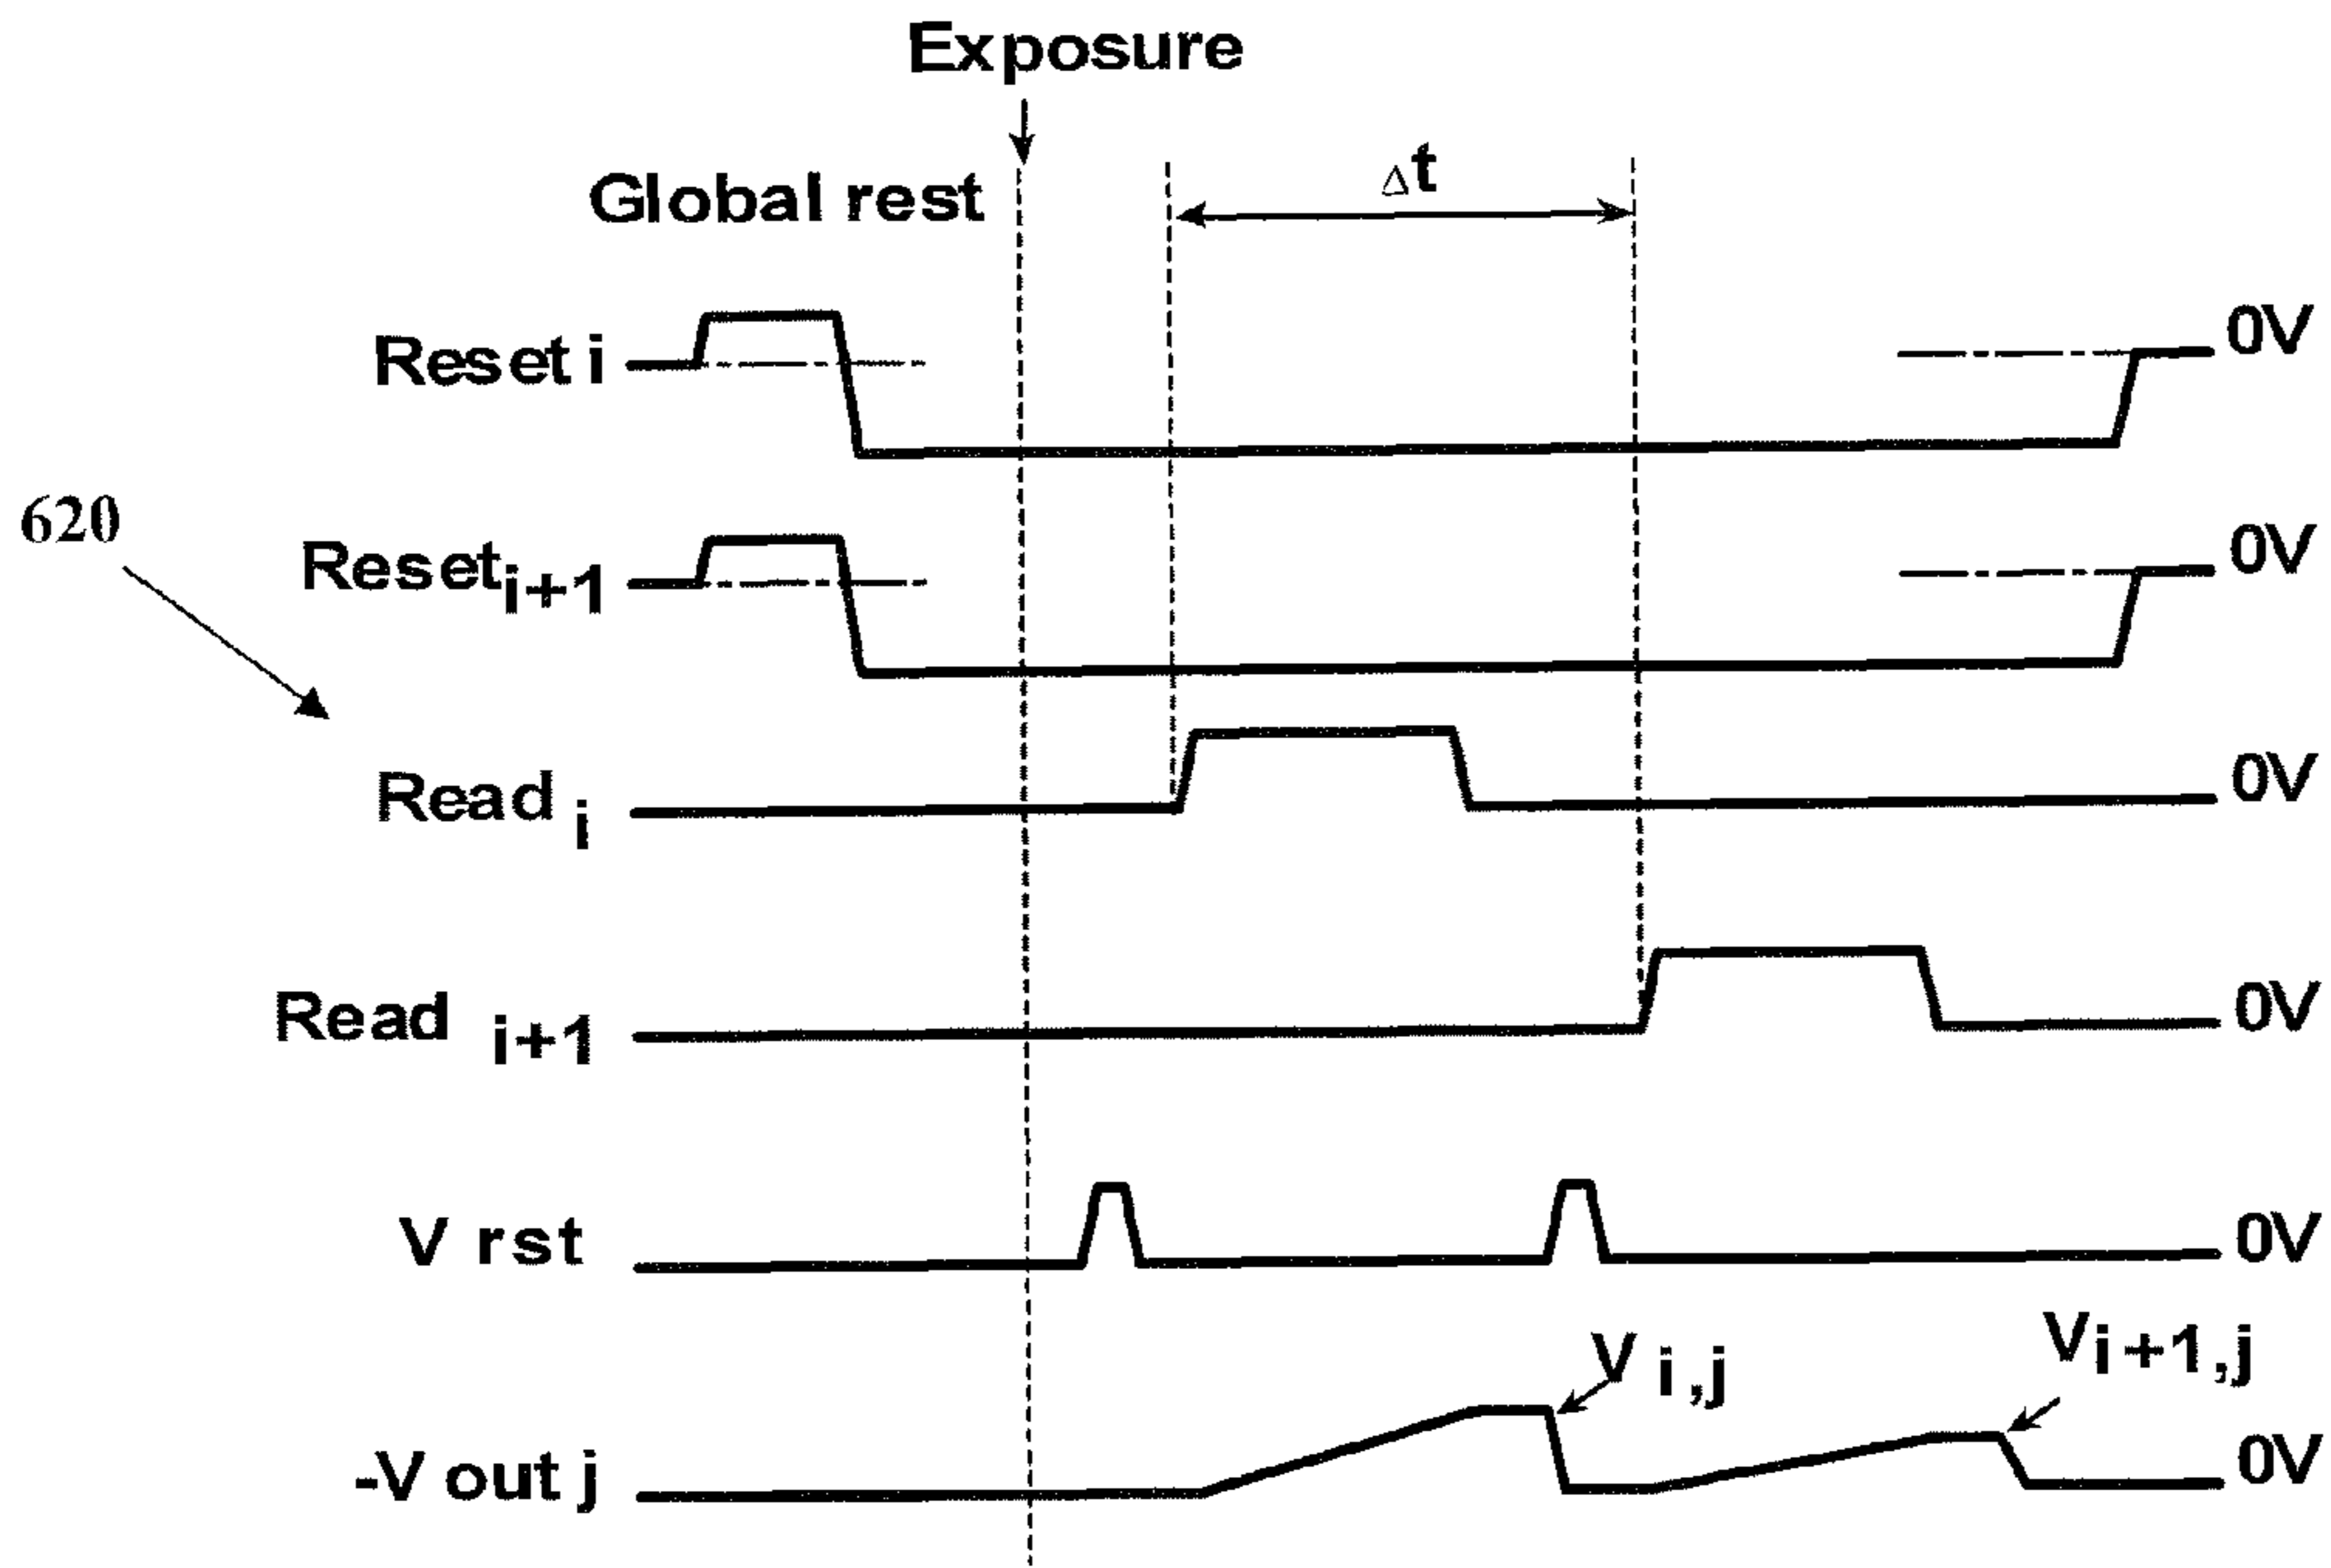 Exposure
Δt
Global rest
Reset i 0V
620
Reset i+1 0V
Read i 0V
Read i+1 0V
V rst 0V
V i,j
V i+1,j
-V out j 0V